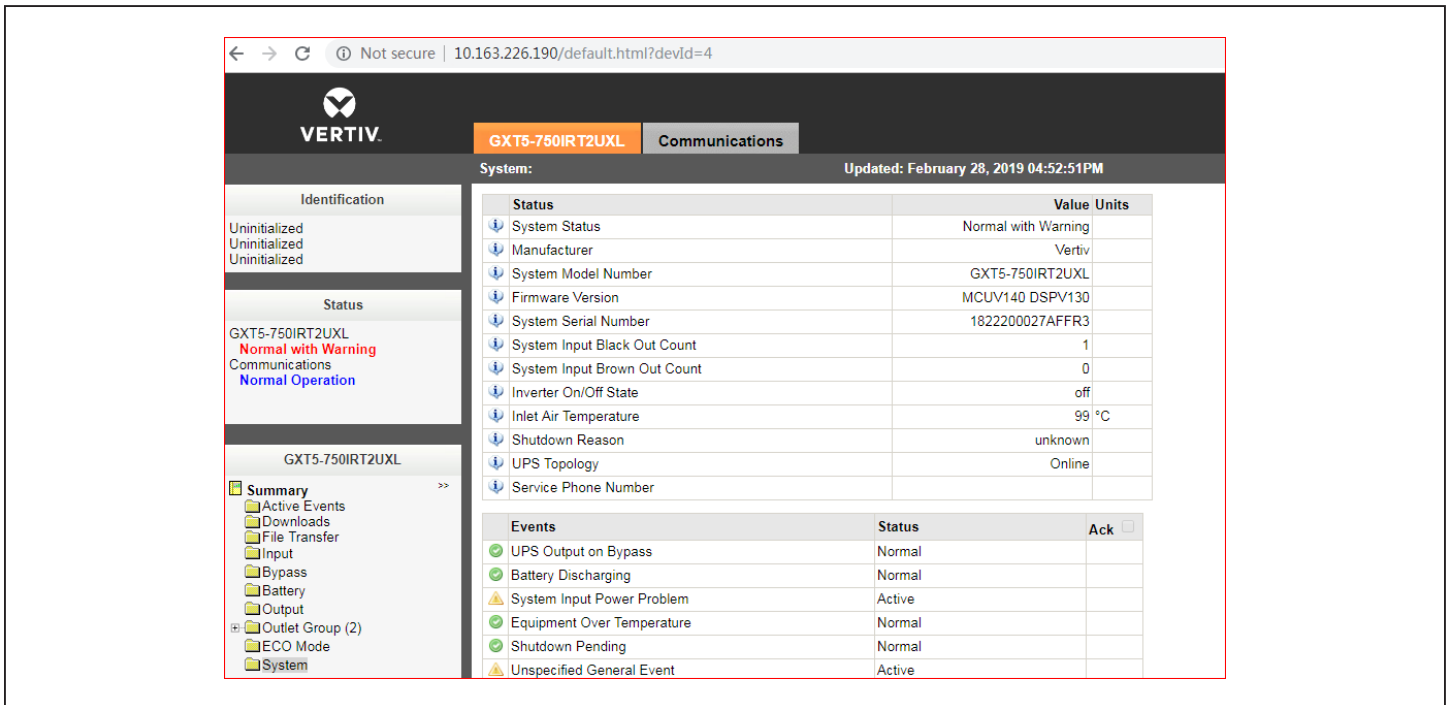 Not secure | 10.163.226.190/default.html?devId=4
VERTIV.
GXT5-750IRT2UXL Communications
System: Updated: February 28, 2019 04:52:51PM
Identification
Uninitialized
Uninitialized
Uninitialized
Status
GXT5-750IRT2UXL
Normal with Warning
Communications
Normal Operation
GXT5-750IRT2UXL
Summary >>
Active Events
Downloads
File Transfer
Input
Bypass
Battery
Output
Outlet Group (2)
ECO Mode
System
Status Value Units
System Status Normal with Warning
Manufacturer Vertiv
System Model Number GXT5-750IRT2UXL
Firmware Version MCUV140 DSPV130
System Serial Number 1822200027AFFR3
System Input Black Out Count 1
System Input Brown Out Count 0
Inverter On/Off State off
Inlet Air Temperature 99 °C
Shutdown Reason unknown
UPS Topology Online
Service Phone Number
Events Status Ack
UPS Output on Bypass Normal
Battery Discharging Normal
System Input Power Problem Active
Equipment Over Temperature Normal
Shutdown Pending Normal
Unspecified General Event Active